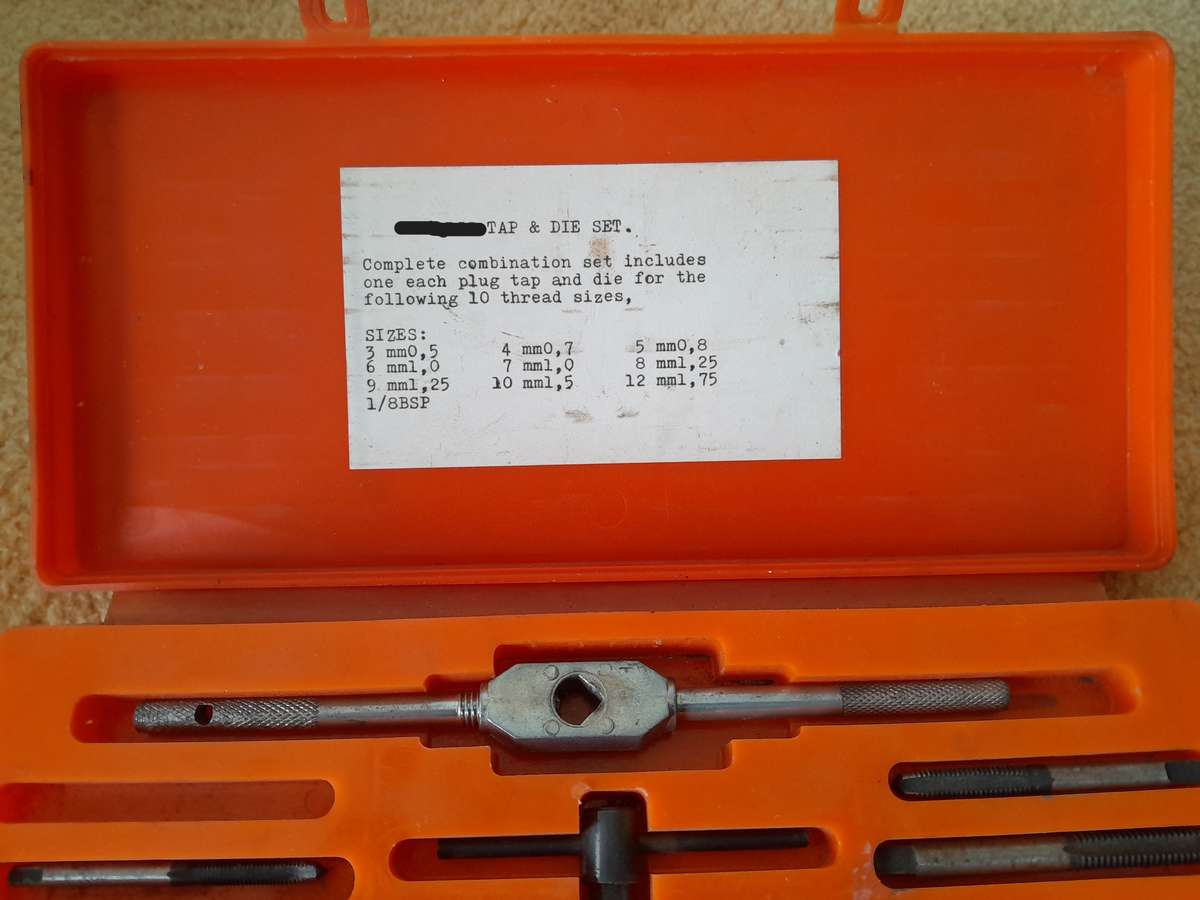 TAP & DIE SET.
Complete combination set includes
one each plug tap and die for the
following 10 thread sizes,
SIZES:
3 mm0,5 4 mm0,7 5 mm0,8
6 mm1,0 7 mm1,0 8 mm1,25
9 mm1,25 10 mm1,5 12 mm1,75
1/8BSP